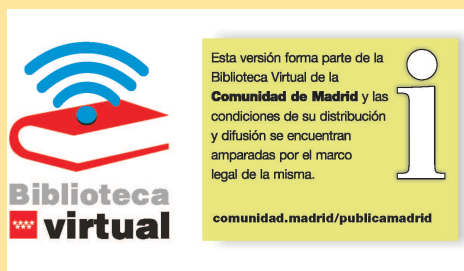 Biblioteca
virtual
Esta versión forma parte de la
Biblioteca Virtual de la
Comunidad de Madrid y las
condiciones de su distribución
y difusión se encuentran
amparadas por el marco
legal de la misma.
comunidad.madrid/publicamadrid
i